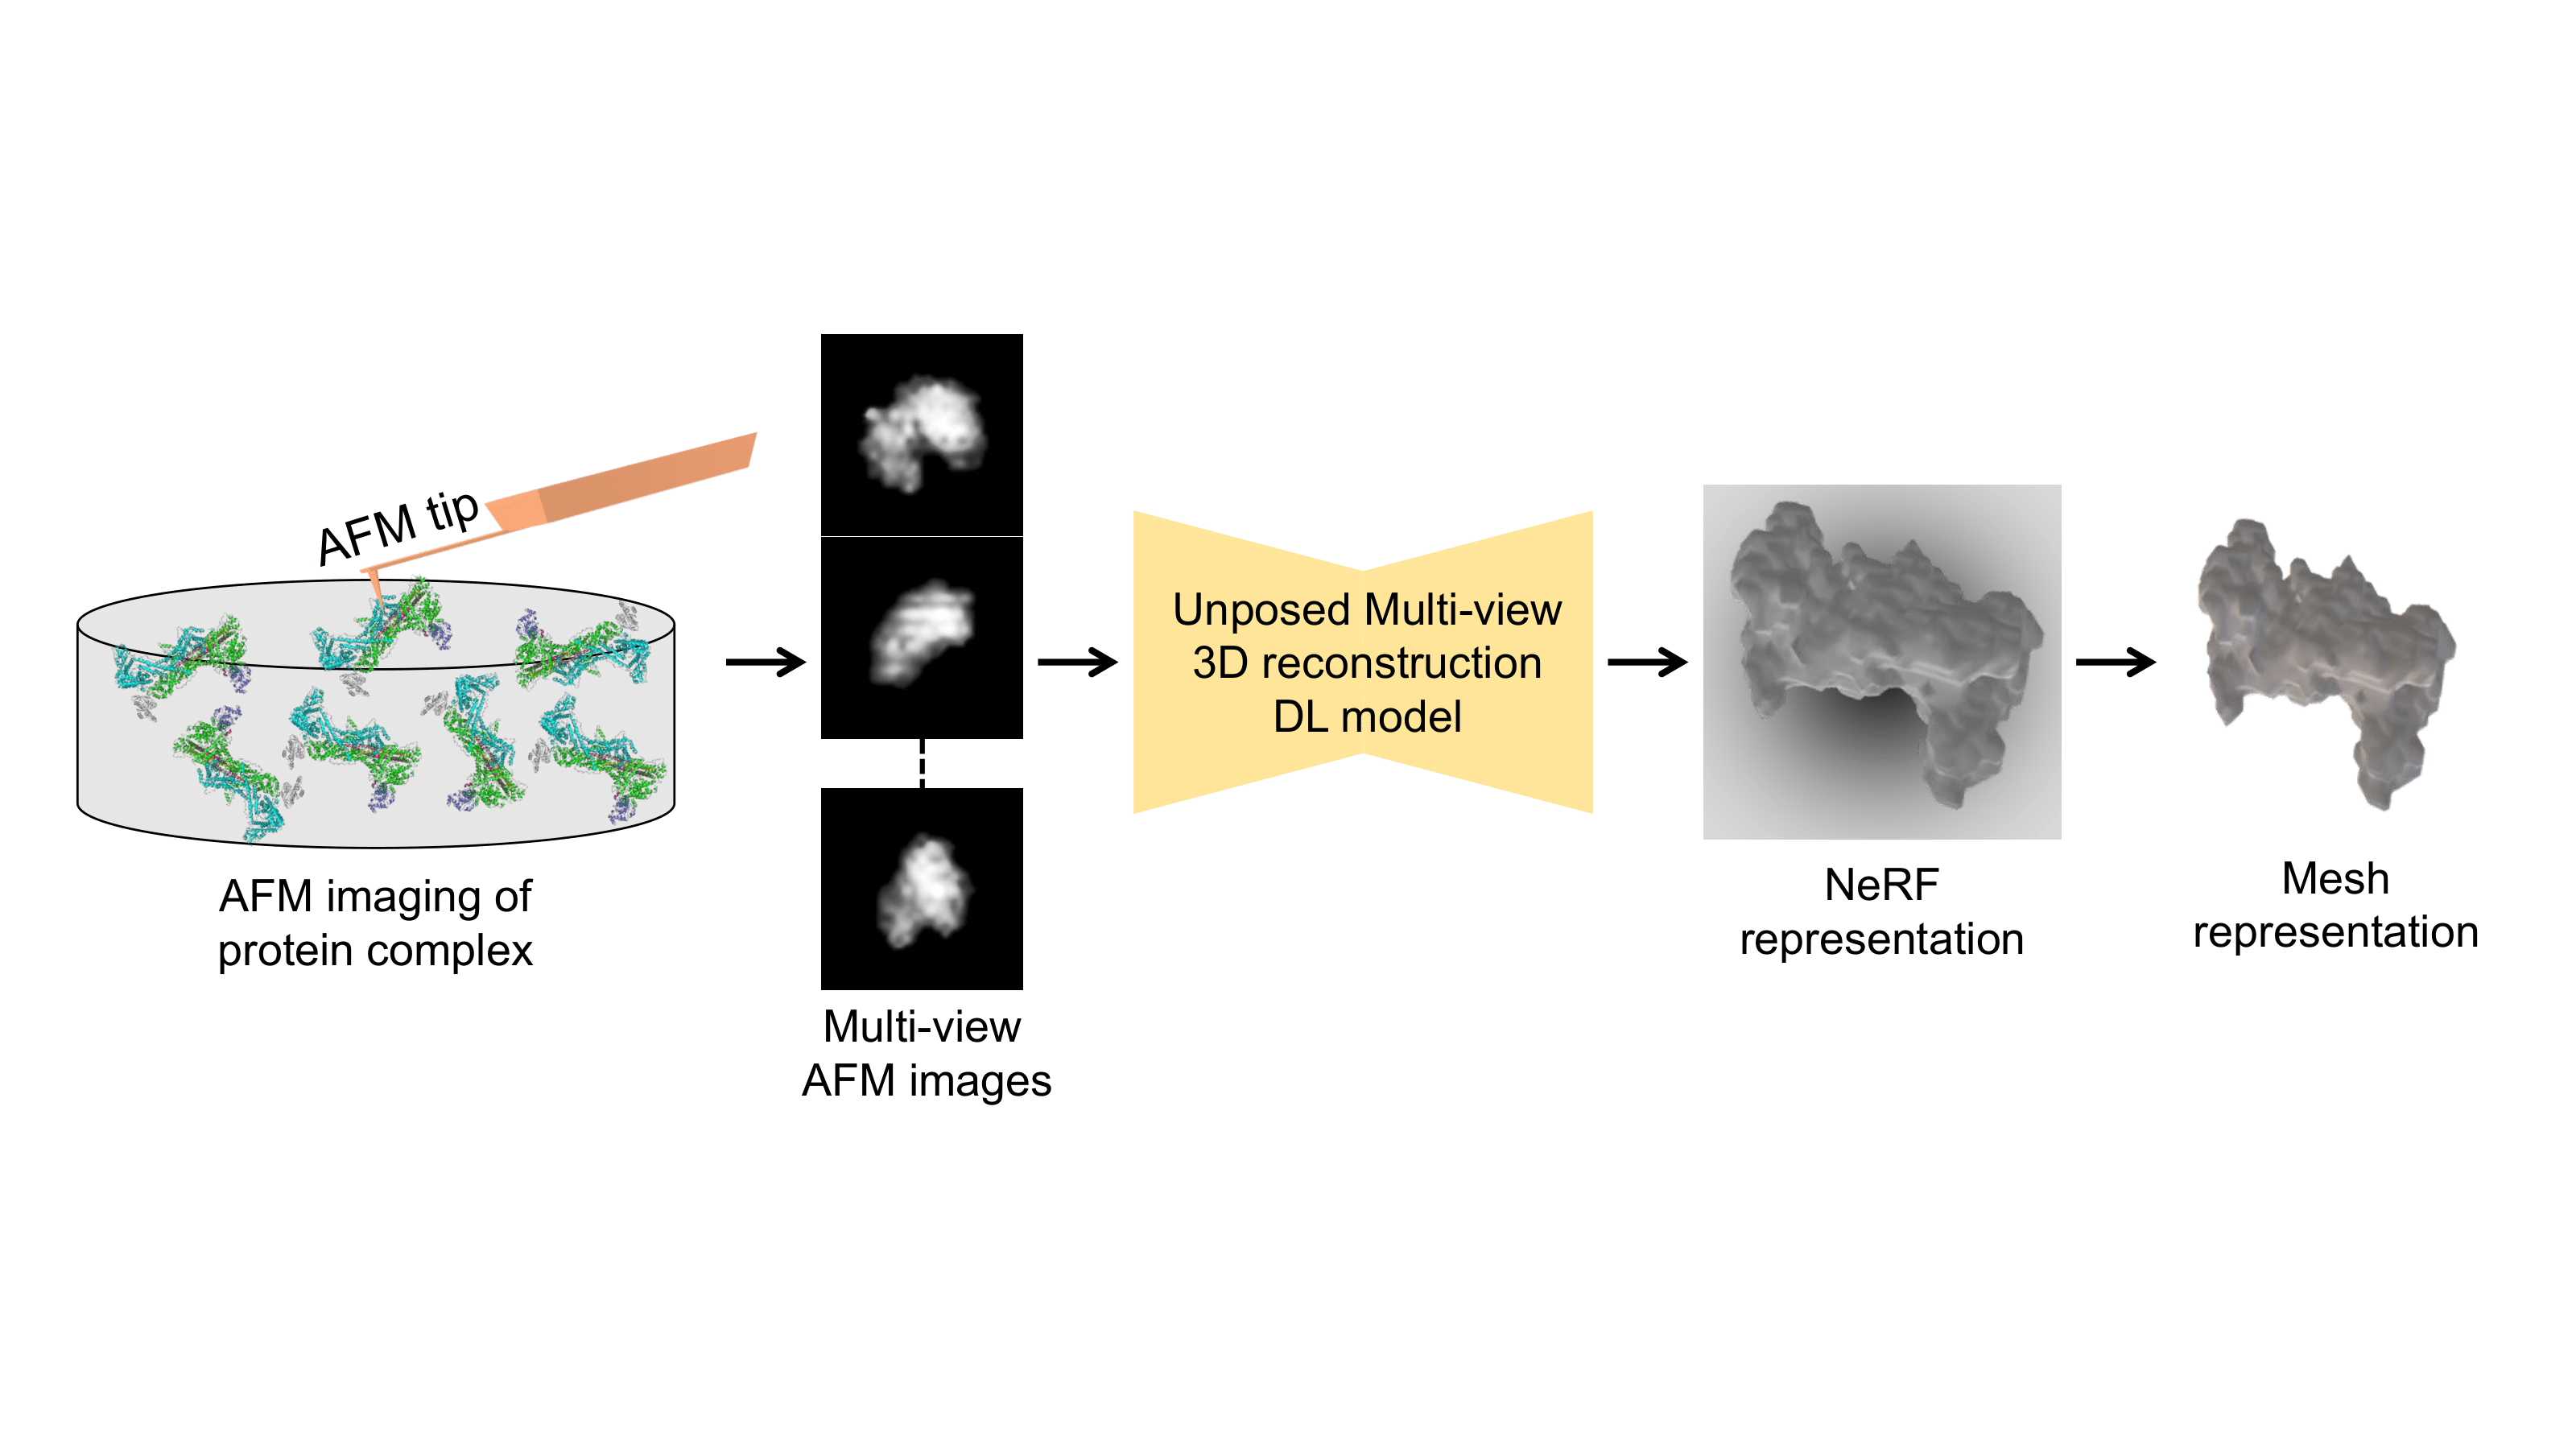 AFM tip
AFM imaging of
protein complex
Multi-view
AFM images
Unposed Multi-view
3D reconstruction
DL model
NeRF
representation
Mesh
representation